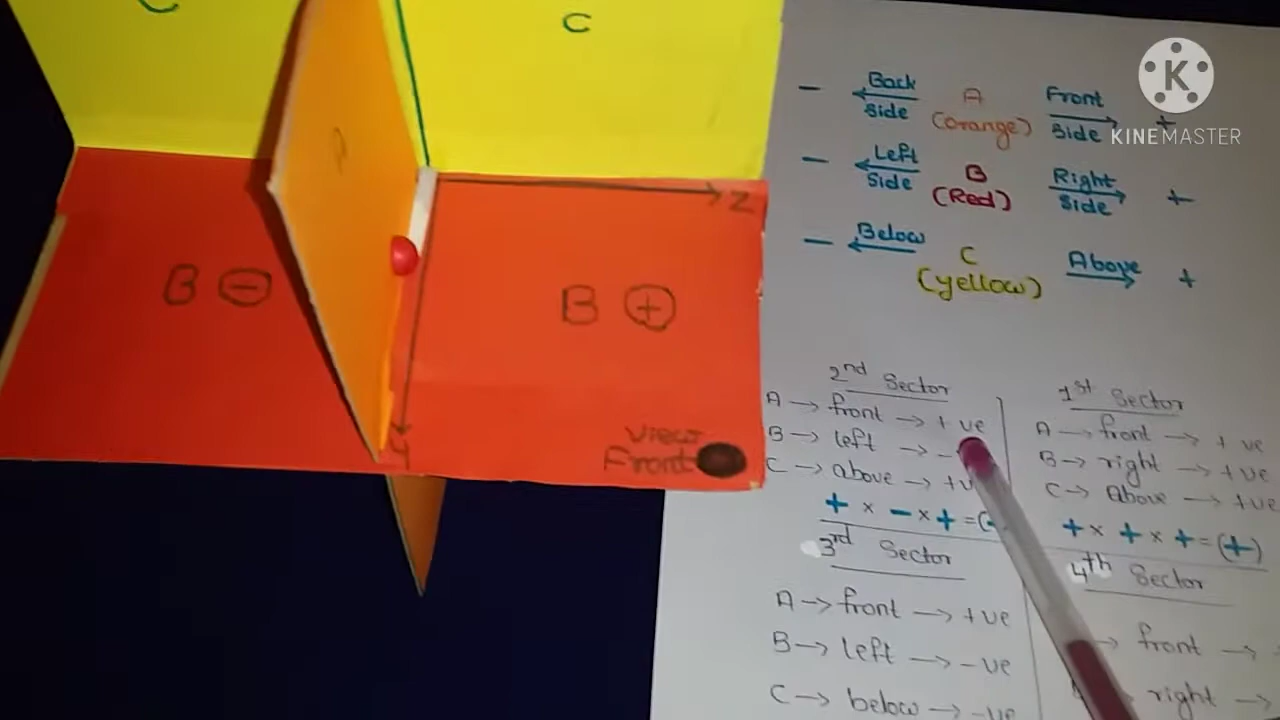 C
C
Z
B ⊖
B ⊕
y
View
Front
K
KINEMASTER
- ← Back Side A (Orange) Front Side → +
- ← Left Side B (Red) Right Side → +
- ← Below C (yellow) Above → +
2nd Sector
A → front → + ve
B → left → -
C → above → +v
+ × - × + = (-
1st Sector
A → front → + ve
B → right → +ve
C → above → +ve
+ × + × + = (+)
3rd Sector
A → front → +ve
B → left → -ve
C → below → -ve
4th Sector
→ front →
→ right →